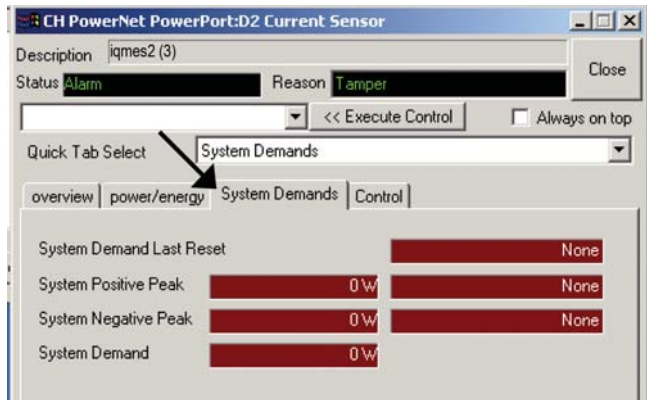 CH PowerNet PowerPort:D2 Current Sensor
Description iqmes2 (3)
Close
Status Alarm Reason Tamper
<< Execute Control Always on top
Quick Tab Select System Demands
overview power/energy System Demands Control
System Demand Last Reset None
System Positive Peak 0 W None
System Negative Peak 0 W None
System Demand 0 W